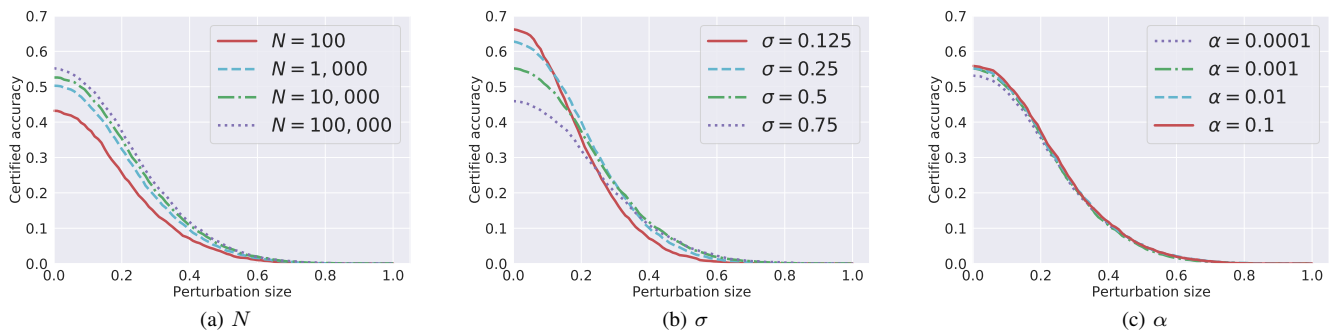 Certified accuracy
0.7
0.6
0.5
0.4
0.3
0.2
0.1
0.0
N = 100
N = 1, 000
N = 10, 000
N = 100, 000
0.0 0.2 0.4 0.6 0.8 1.0
Perturbation size
(a) N
Certified accuracy
0.7
0.6
0.5
0.4
0.3
0.2
0.1
0.0
σ = 0.125
σ = 0.25
σ = 0.5
σ = 0.75
0.0 0.2 0.4 0.6 0.8 1.0
Perturbation size
(b) σ
Certified accuracy
0.7
0.6
0.5
0.4
0.3
0.2
0.1
0.0
α = 0.0001
α = 0.001
α = 0.01
α = 0.1
0.0 0.2 0.4 0.6 0.8 1.0
Perturbation size
(c) α